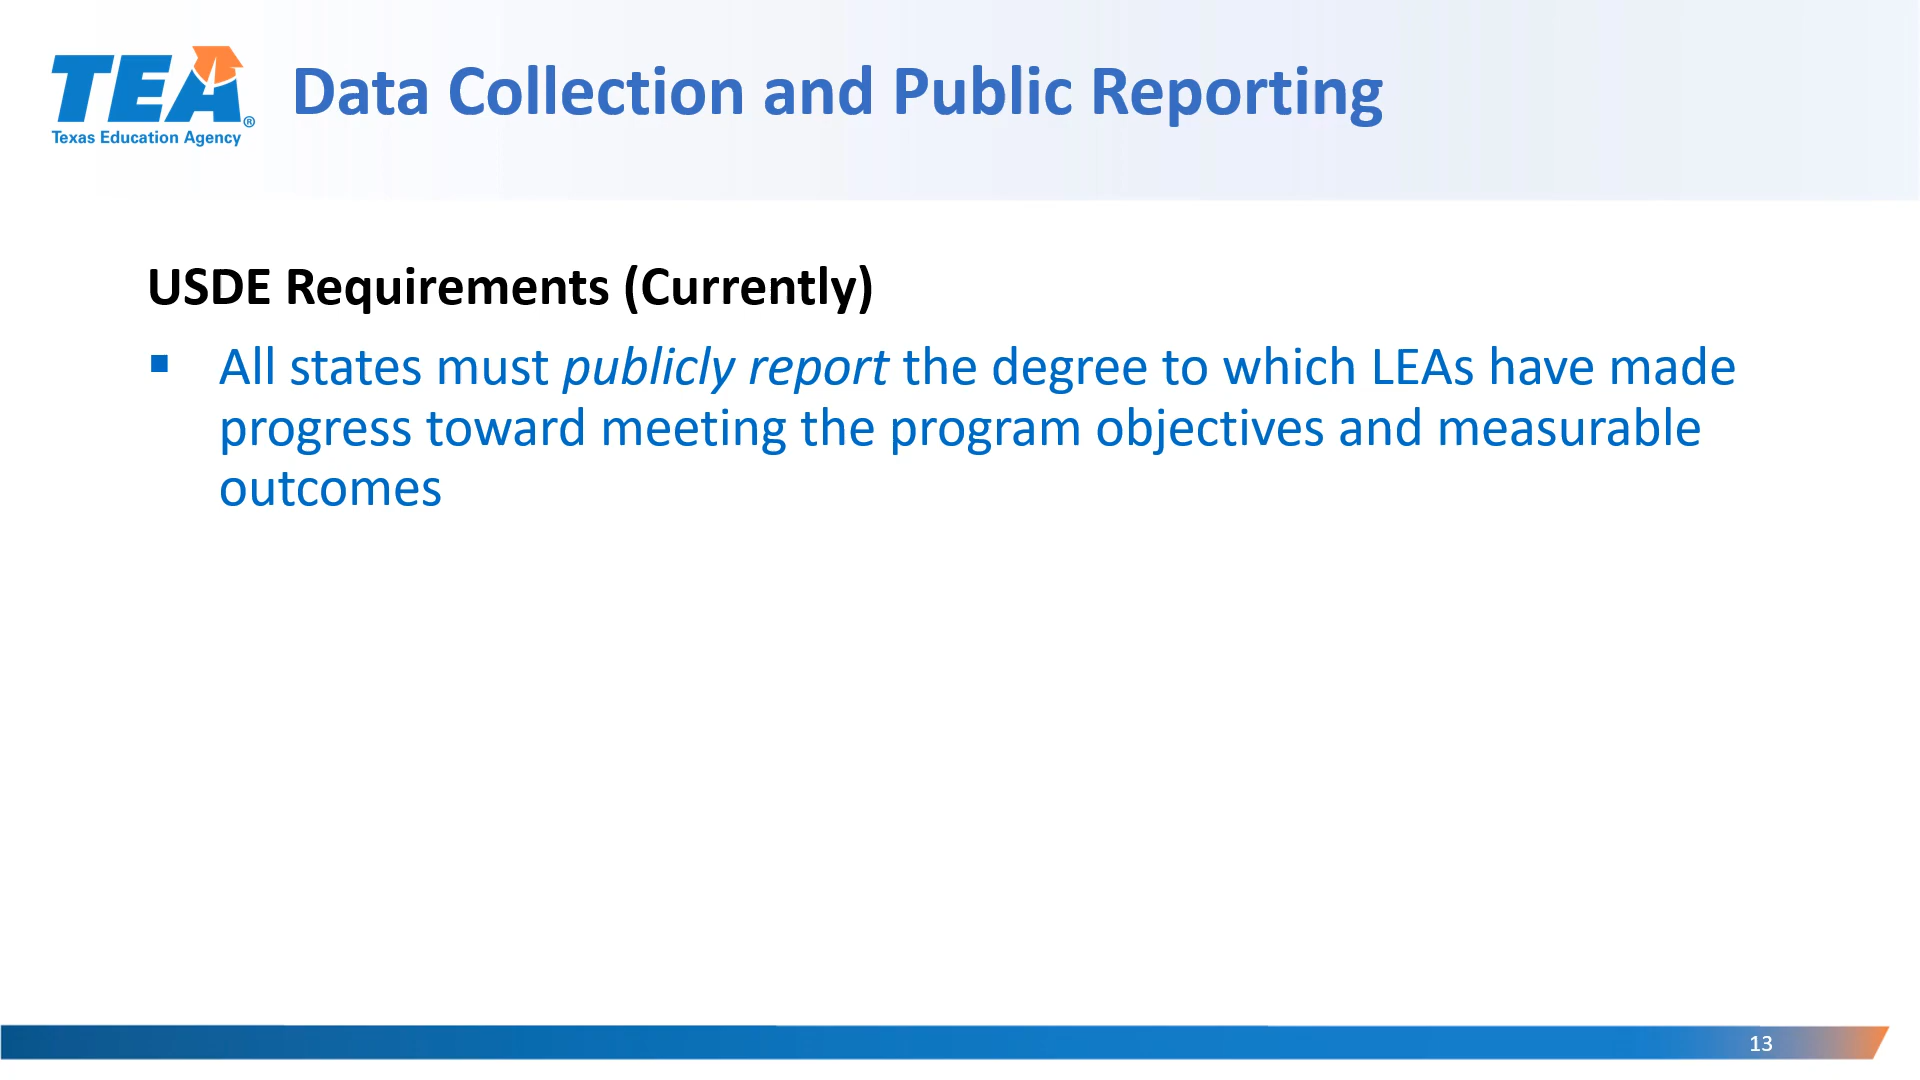 TEA®
Texas Education Agency
Data Collection and Public Reporting
USDE Requirements (Currently)
▪ All states must publicly report the degree to which LEAs have made
progress toward meeting the program objectives and measurable
outcomes
13